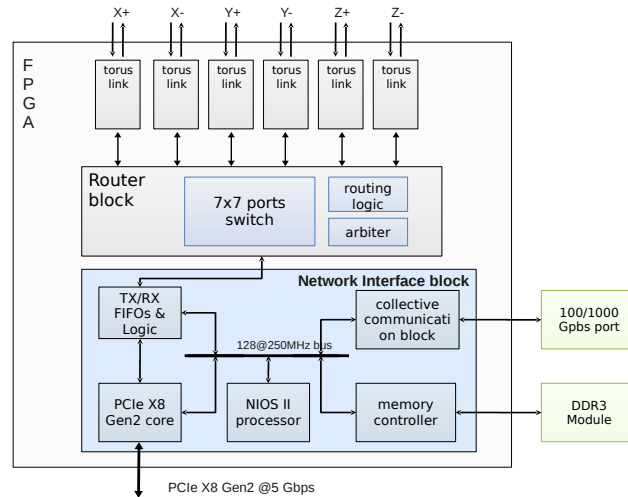 X+ X- Y+ Y- Z+ Z-
F
P
G
A
torus
link
torus
link
torus
link
torus
link
torus
link
torus
link
Router
block
7x7 ports
switch
routing
logic
arbiter
Network Interface block
TX/RX
FIFOs &
Logic
collective
communicati
on block
100/1000
Gpbs port
128@250MHz bus
PCIe X8
Gen2 core
NIOS II
processor
memory
controller
DDR3
Module
PCIe X8 Gen2 @5 Gbps